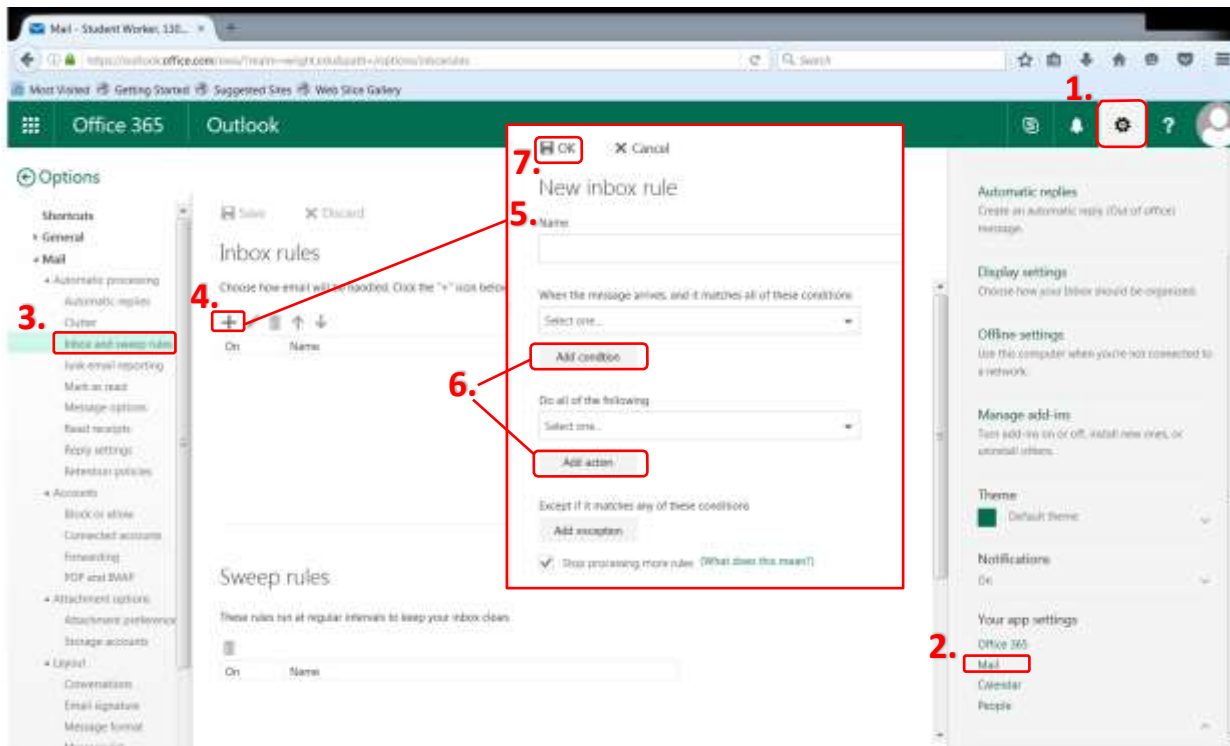 Mail - Student Worker, 130...
office.com
Search
Most Visited Getting Started Suggested Sites Web Slice Gallery
1.
Office 365 Outlook
?
Options
Shortcuts
General
Mail
Automatic processing
Automatic replies
Clutter
3.
Inbox and sweep rules
Junk email reporting
Mark as read
Message options
Read receipts
Reply settings
Retention policies
Accounts
Block or allow
Connected accounts
Forwarding
POP and IMAP
Attachment options
Attachment preference
Storage accounts
Layout
Conversations
Email signature
Message format
Save Discard
Inbox rules
Choose how email will be handled. Click the "+" icon below
4.
On Name
Sweep rules
These rules run at regular intervals to keep your inbox clean.
On Name
7.
OK Cancel
New inbox rule
5.
Name
When the message arrives, and it matches all of these conditions
Select one...
Add condition
6.
Do all of the following
Select one...
Add action
Except if it matches any of these conditions
Add exception
Stop processing more rules (What does this mean?)
Automatic replies
Create an automatic reply (Out of office)
message.
Display settings
Choose how your Inbox should be organized.
Offline settings
Use this computer when you're not connected to
a network.
Manage add-ins
Turn add-ins on or off, install new ones, or
uninstall others.
Theme
Default theme
Notifications
On
Your app settings
2.
Office 365
Mail
Calendar
People